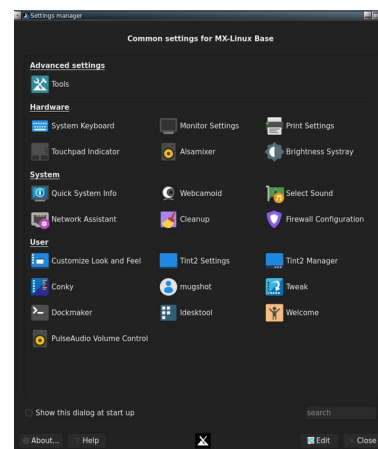 Settings manager
Common settings for MX-Linux Base
Advanced settings
Tools
Hardware
System Keyboard Monitor Settings Print Settings
Touchpad Indicator Alsamixer Brightness Systray
System
Quick System Info Webcamoid Select Sound
Network Assistant Cleanup Firewall Configuration
User
Customize Look and Feel Tint2 Settings Tint2 Manager
Conky mugshot Tweak
Dockmaker Idesktool Welcome
PulseAudio Volume Control
Show this dialog at start up search
About... Help Edit Close